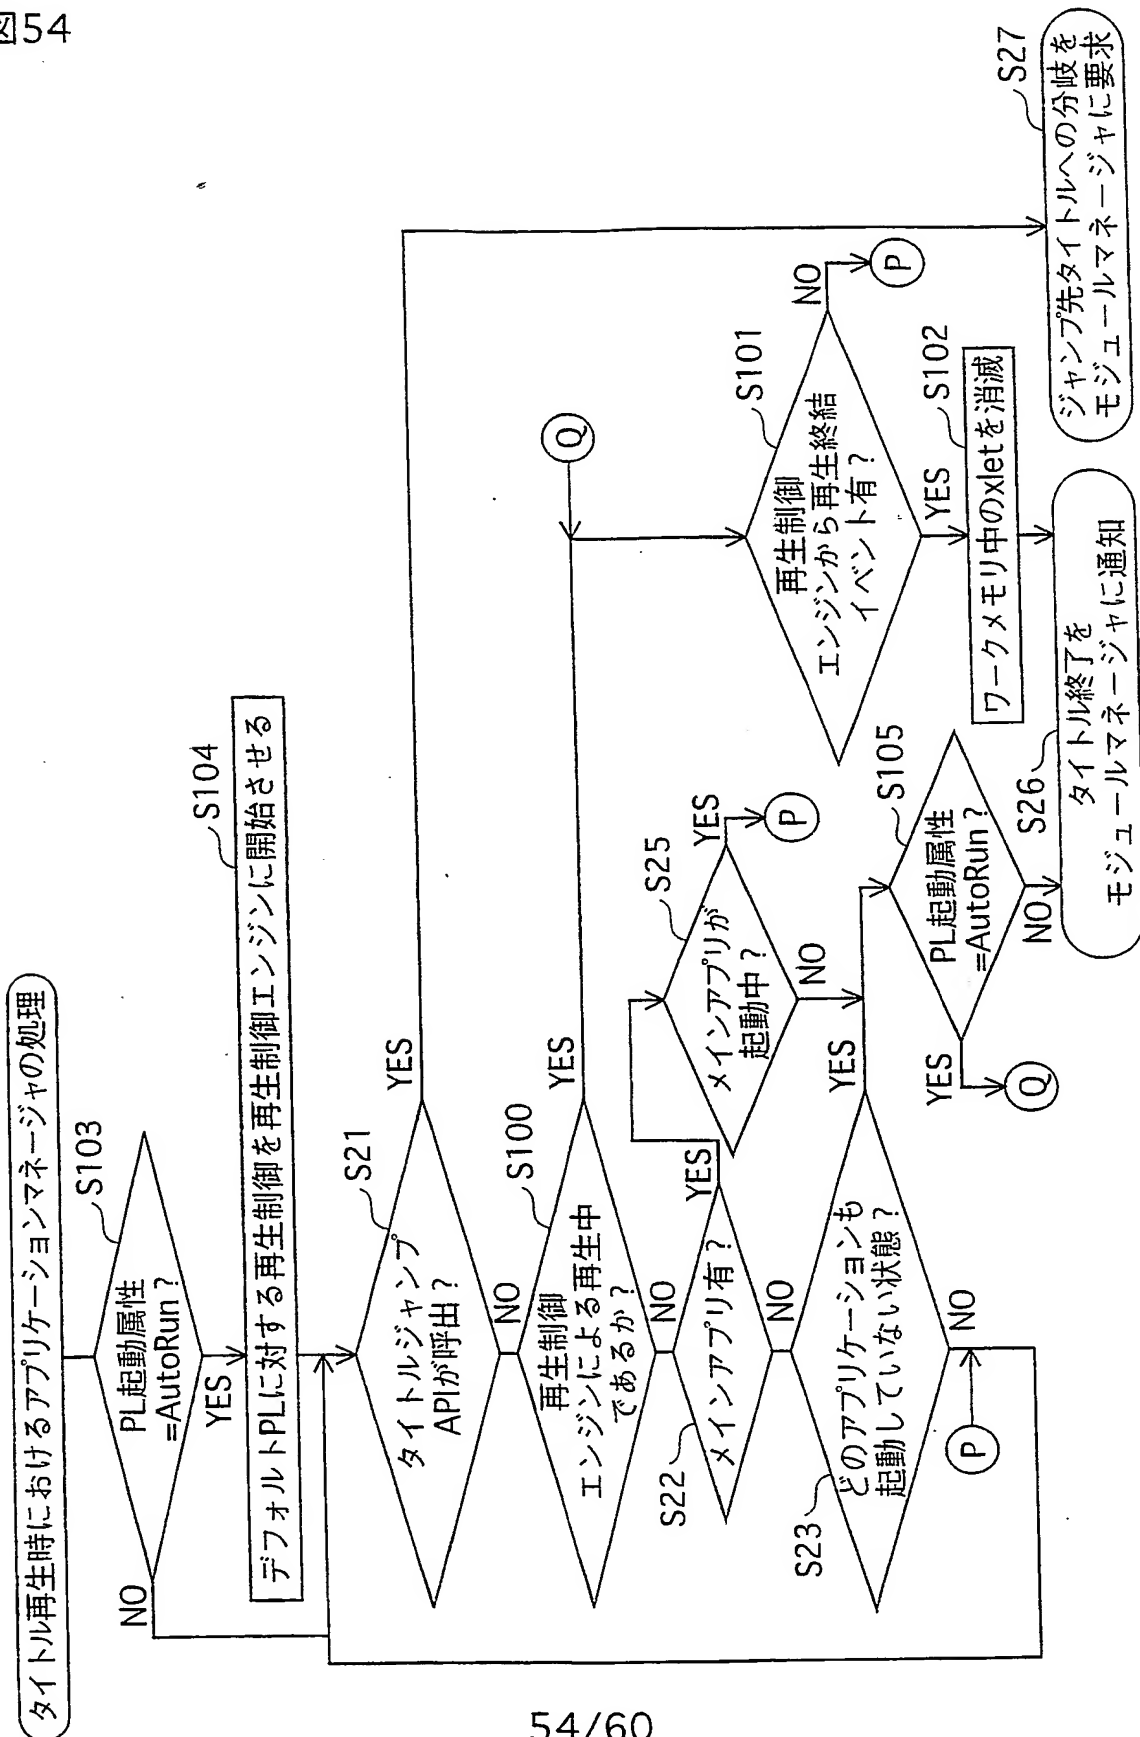 図54
タイトル再生時におけるアプリケーションマネージャの処理
S103
PL起動属性
=AutoRun?
NO
YES
S104
デフォルトPLに対する再生制御を再生制御エンジンに開始させる
S21
タイトルジャンプ
APIが呼出?
YES
NO
S100
再生制御
エンジンによる再生中
であるか?
YES
NO
S22
メインアプリ有?
YES
NO
S25
メインアプリが
起動中?
YES
P
NO
S23
どのアプリケーションも
起動していない状態?
YES
NO
P
S105
PL起動属性
=AutoRun?
YES
Q
NO
Q
S101
再生制御
エンジンから再生終結
イベント有?
NO
P
YES
S102
ワークメモリ中のxletを消滅
S26
タイトル終了を
モジュールマネージャに通知
S27
ジャンプ先タイトルへの分岐を
モジュールマネージャに要求
54/60